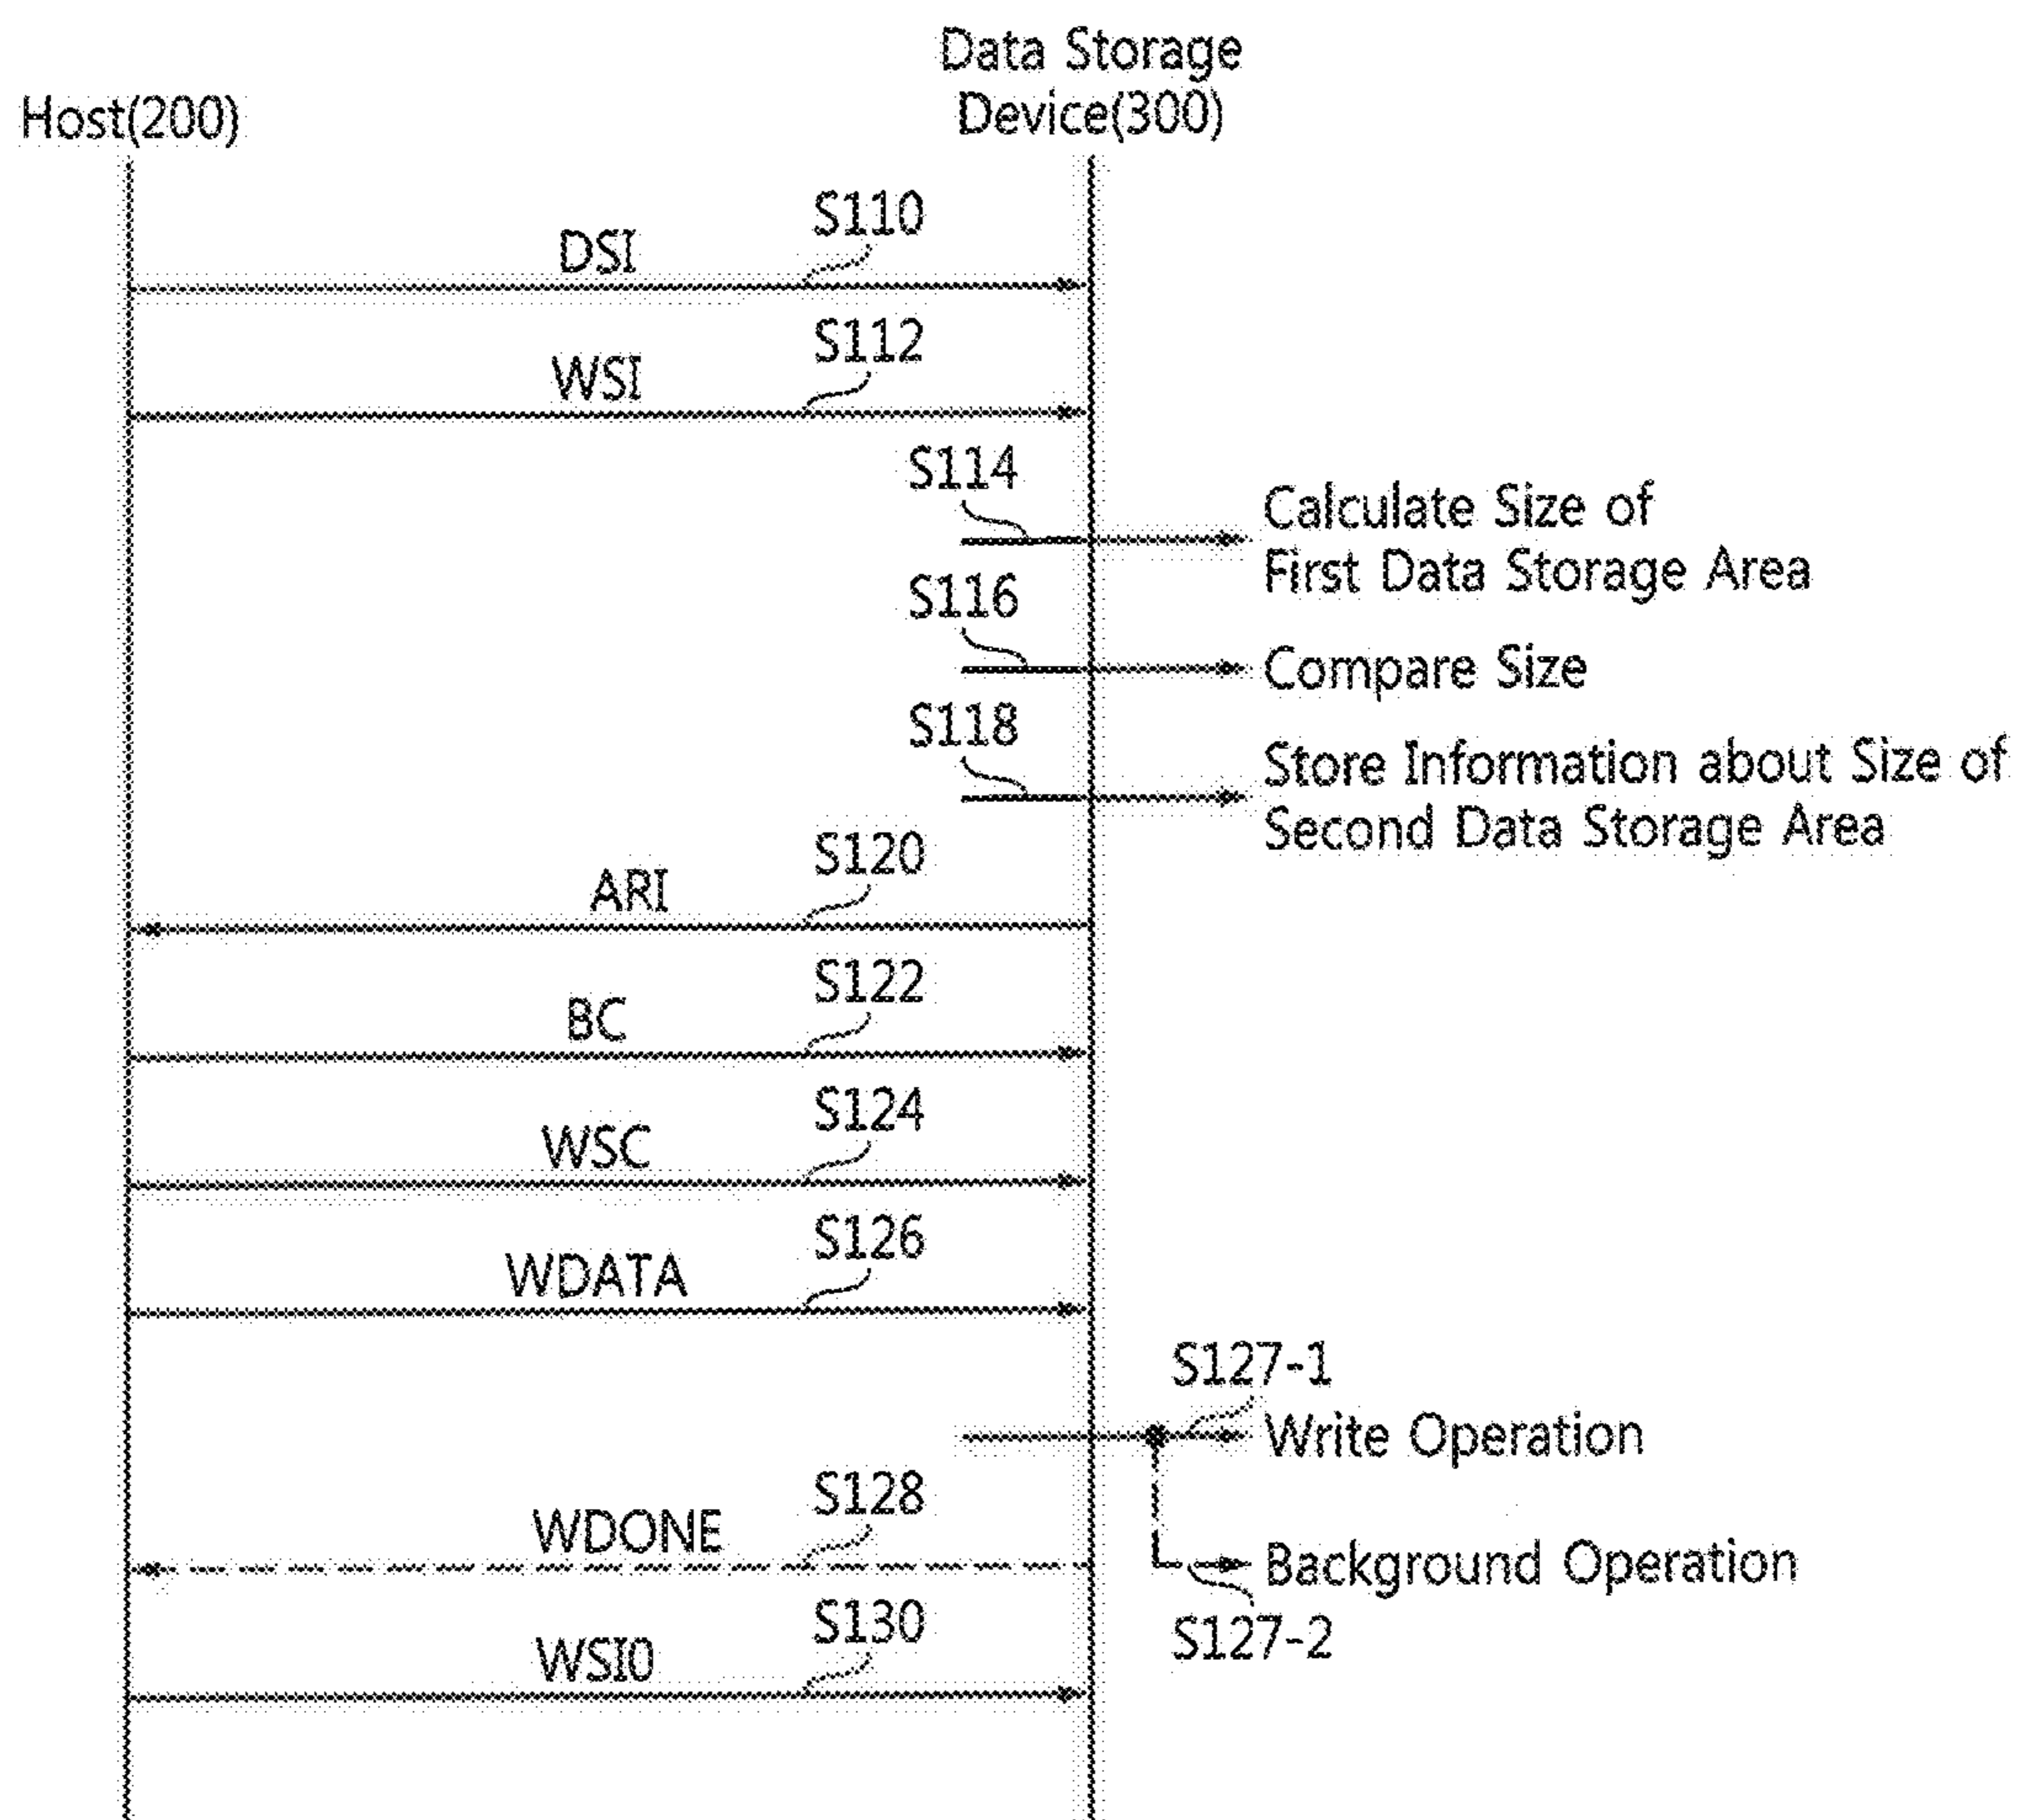 Data Storage
Device(300)
Host(200)
S110
DSI
S112
WSI
S114
Calculate Size of
First Data Storage Area
S116
Compare Size
S118
Store Information about Size of
Second Data Storage Area
S120
ARI
S122
BC
S124
WSC
S126
WDATA
S127-1
Write Operation
S128
WDONE
Background Operation
S130
S127-2
WSI0